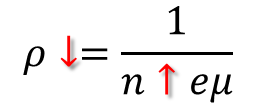 ρ ↓ = 1 / (n ↑ eμ)